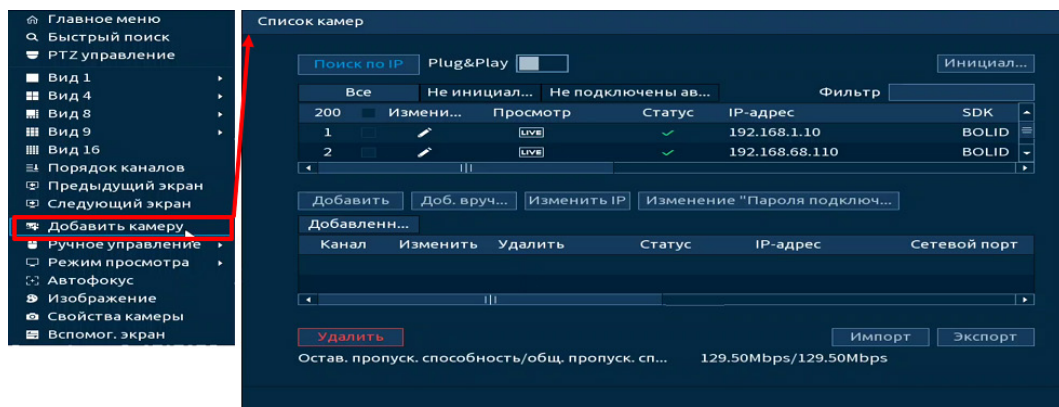 Главное меню
Быстрый поиск
PTZ управление
Вид 1
Вид 4
Вид 8
Вид 9
Вид 16
Порядок каналов
Предыдущий экран
Следующий экран
Добавить камеру
Ручное управление
Режим просмотра
Автофокус
Изображение
Свойства камеры
Вспомог. экран
Список камер
Поиск по IP Plug&Play Инициал...
Все Не инициал... Не подключены ав... Фильтр
200 Измени... Просмотр Статус IP-адрес SDK
1 LIVE 192.168.1.10 BOLID
2 LIVE 192.168.68.110 BOLID
Добавить Доб. вруч... Изменить IP Изменение "Пароля подключ...
Добавленн...
Канал Изменить Удалить Статус IP-адрес Сетевой порт
Удалить Импорт Экспорт
Остав. пропуск. способность/общ. пропуск. сп... 129.50Mbps/129.50Mbps